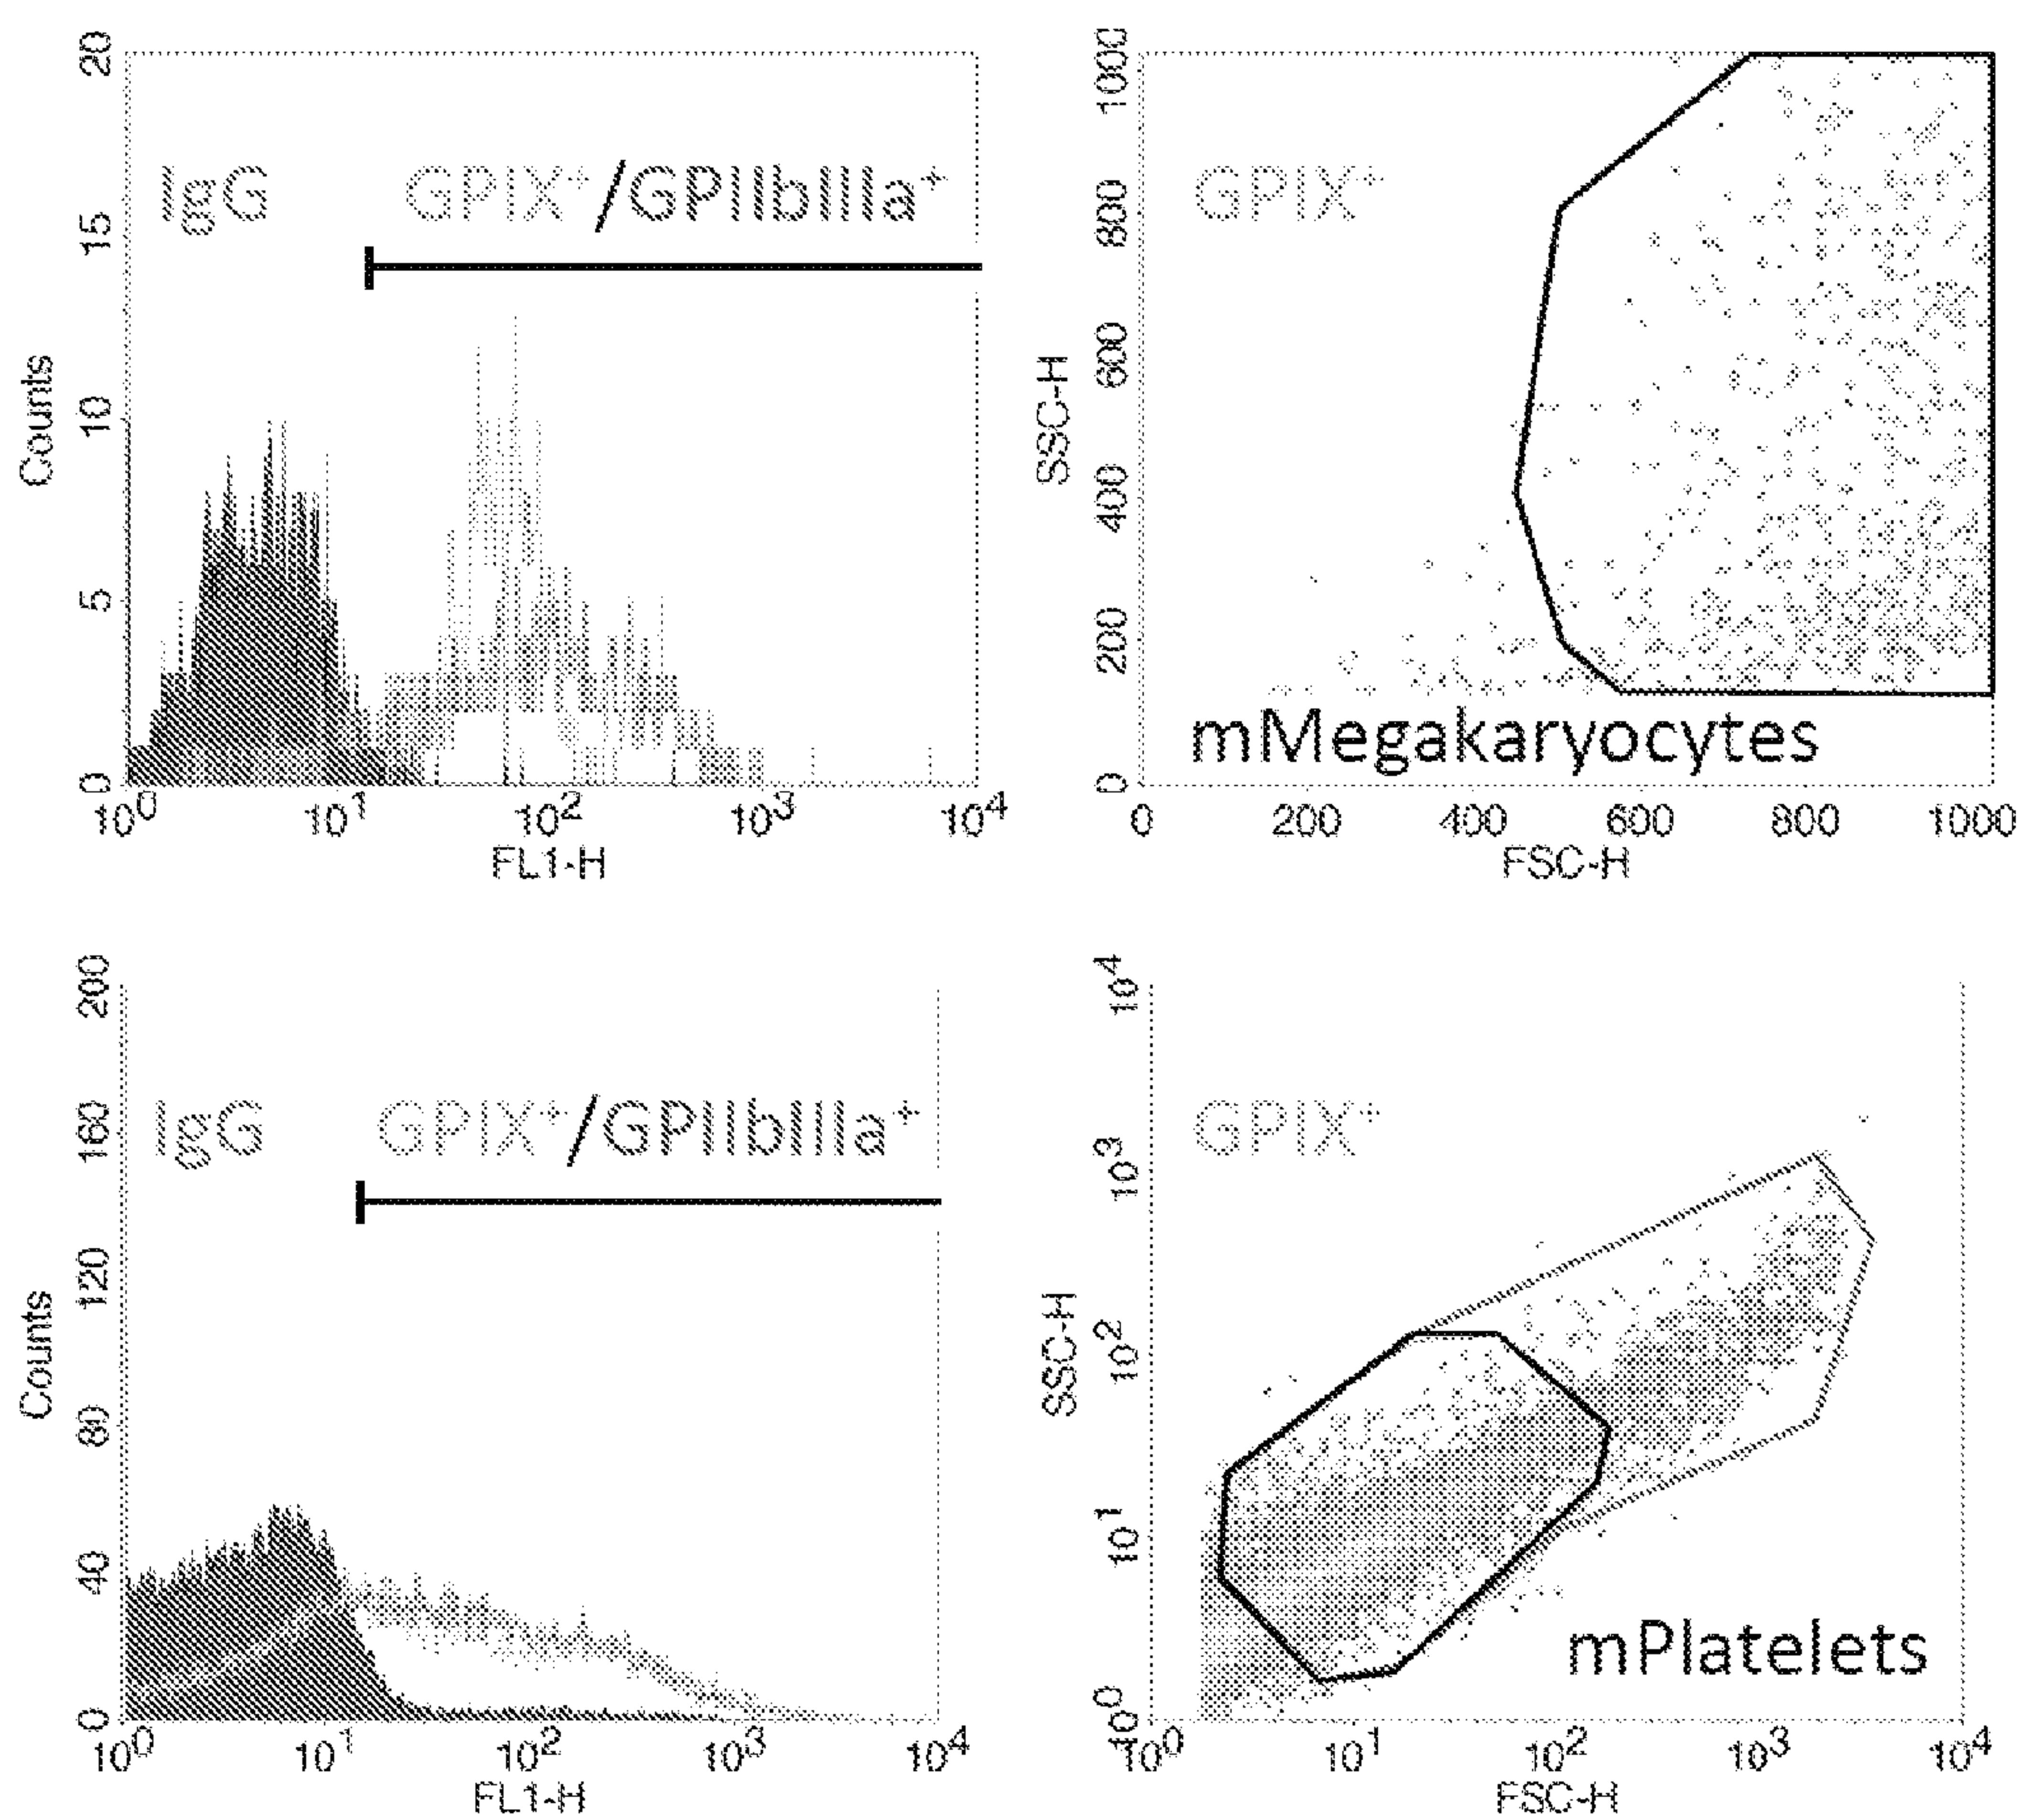 20
15
10
5
0
Counts
IgG GPIX⁺/GPIIbIIIa⁺
10⁰ 10¹ 10² 10³ 10⁴
FL1-H
1000
800
600
400
200
0
SSC-H
GPIX⁺
mMegakaryocytes
0 200 400 600 800 1000
FSC-H
200
160
120
80
40
0
Counts
IgG GPIX⁺/GPIIbIIIa⁺
10⁰ 10¹ 10² 10³ 10⁴
FL1-H
10⁴
10³
10²
10¹
10⁰
SSC-H
GPIX⁺
mPlatelets
10⁰ 10¹ 10² 10³ 10⁴
FSC-H